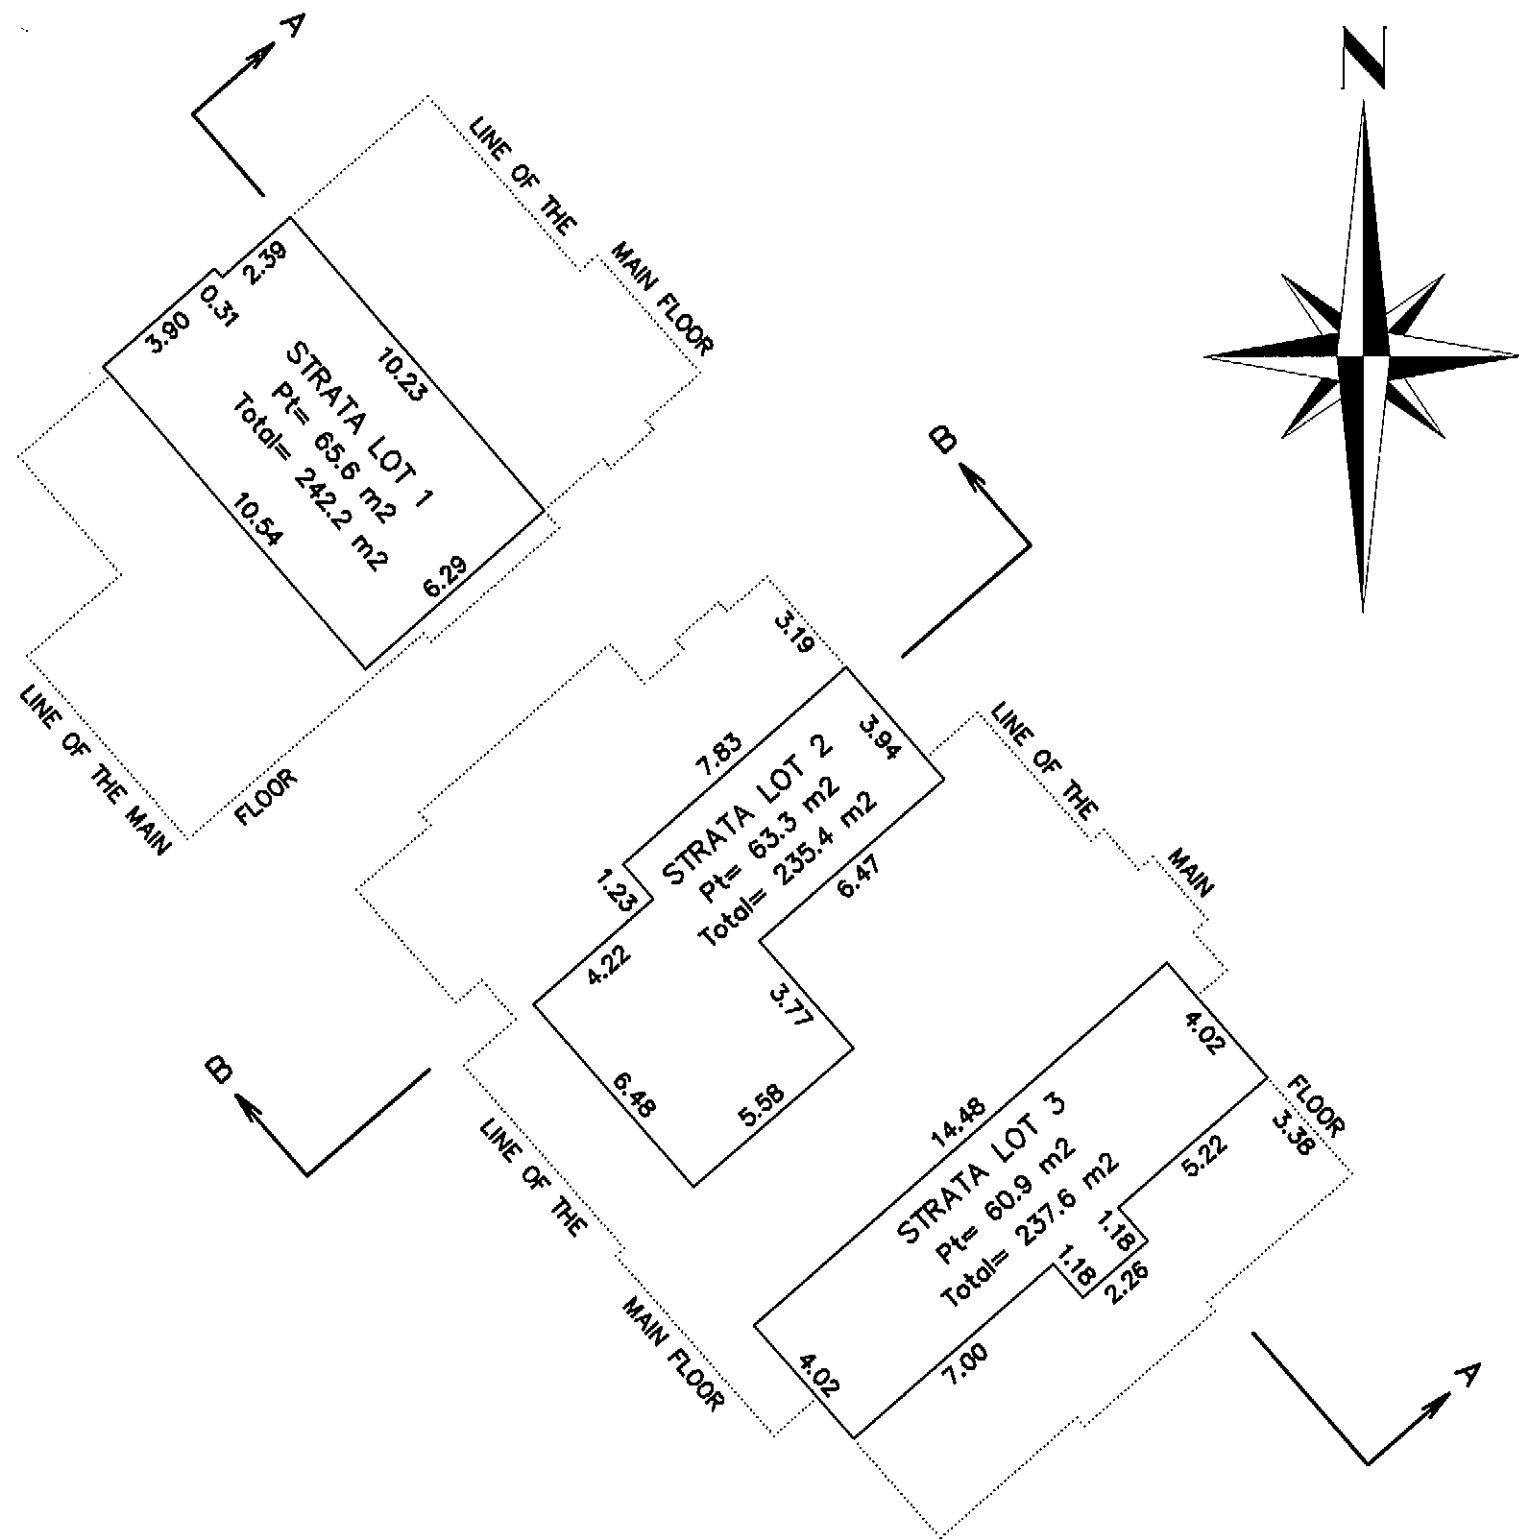 A
N
LINE OF THE
MAIN FLOOR
2.39
0.31
3.90
10.23
STRATA LOT 1
Pt= 65.6 m2
Total= 242.2 m2
10.54
6.29
LINE OF THE MAIN
FLOOR
B
3.19
3.94
7.83
STRATA LOT 2
Pt= 63.3 m2
Total= 235.4 m2
1.23
6.47
4.22
3.77
6.48
5.58
LINE OF THE
MAIN
FLOOR
B
LINE OF THE
MAIN FLOOR
4.02
3.38
14.48
STRATA LOT 3
Pt= 60.9 m2
Total= 237.6 m2
5.22
1.18
1.18
2.26
4.02
7.00
A